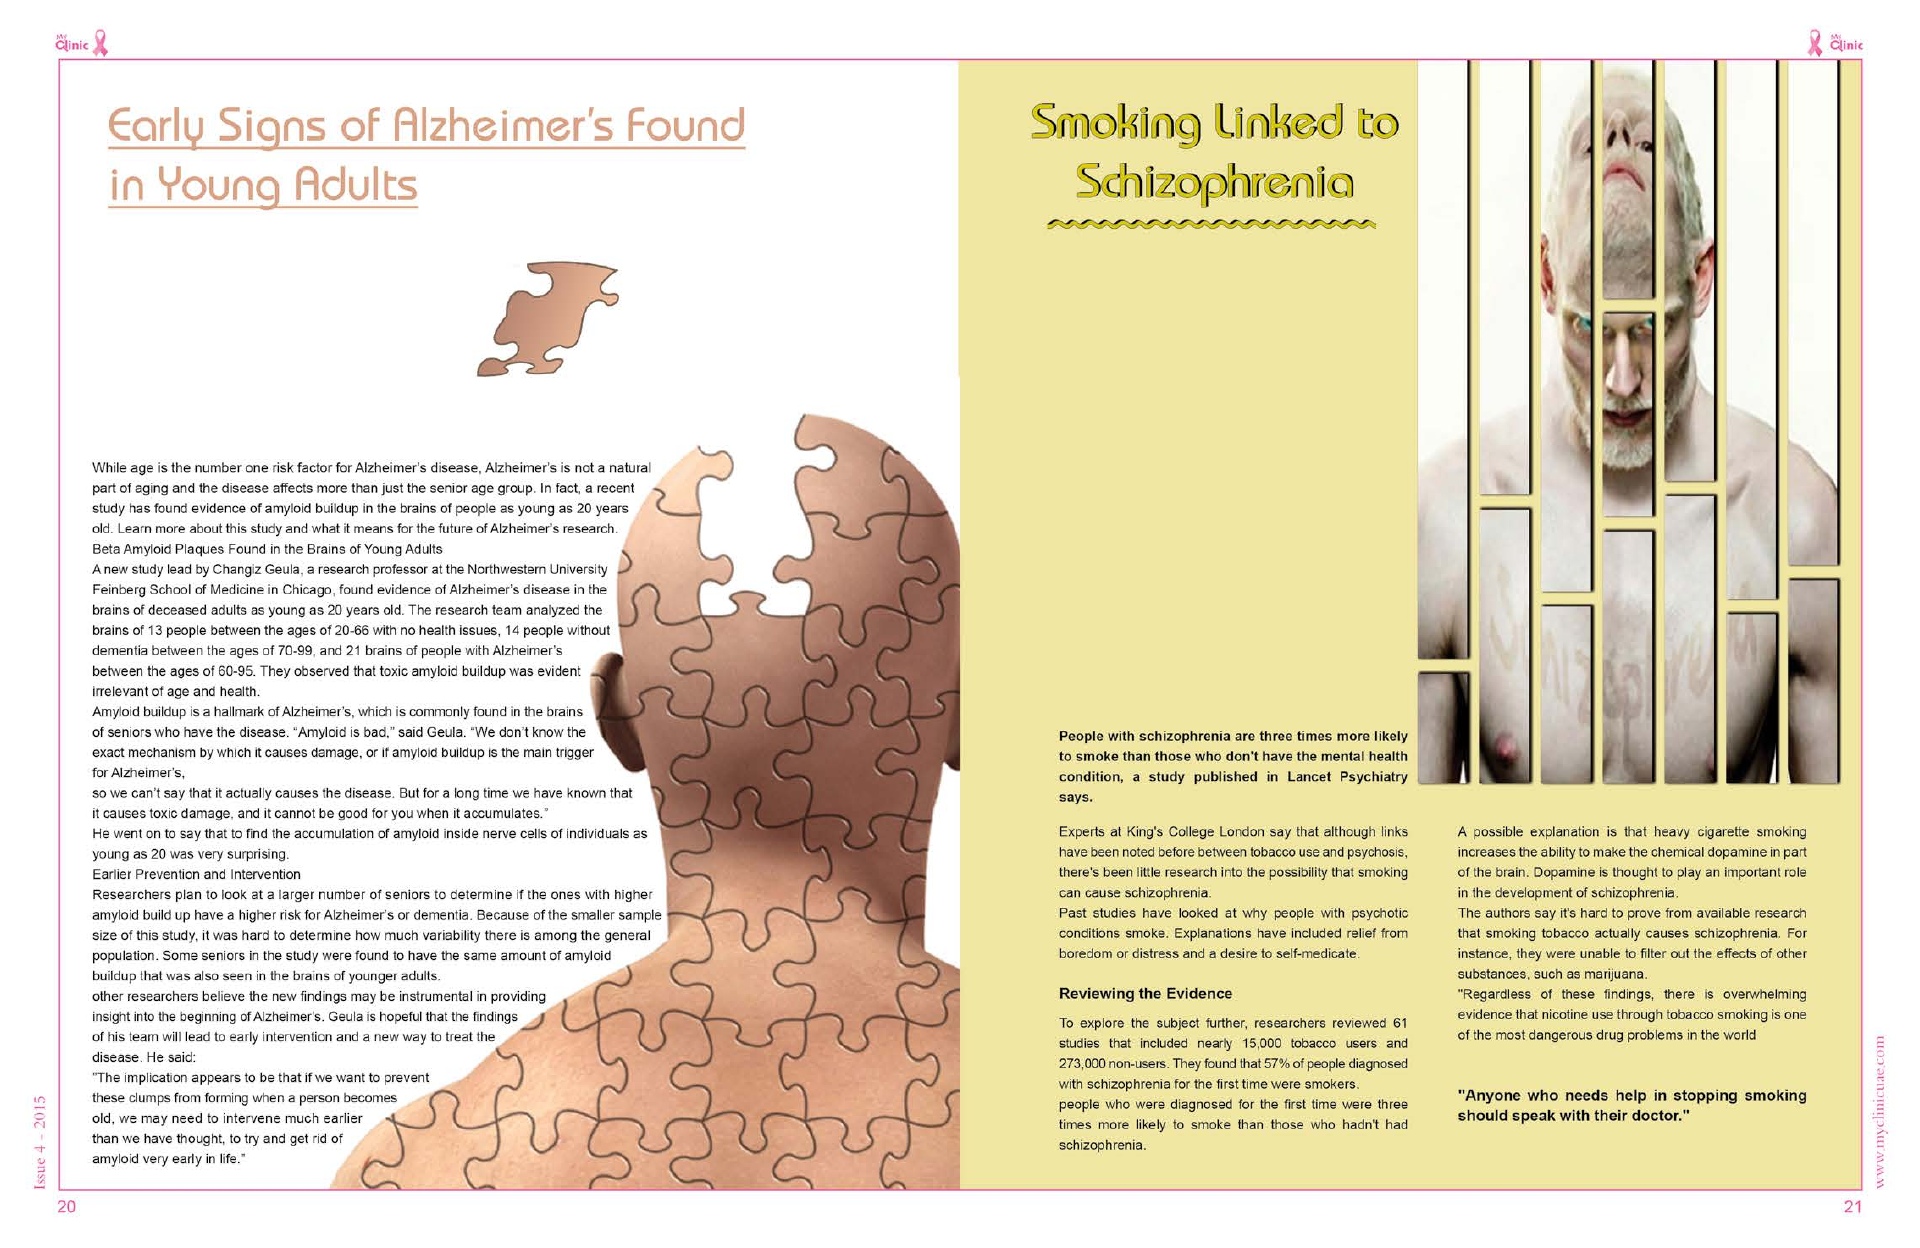 My
Clinic
My
Clinic
Early Signs of Alzheimer's Found
in Young Adults
While age is the number one risk factor for Alzheimer's disease, Alzheimer's is not a natural
part of aging and the disease affects more than just the senior age group. In fact, a recent
study has found evidence of amyloid buildup in the brains of people as young as 20 years
old. Learn more about this study and what it means for the future of Alzheimer's research.
Beta Amyloid Plaques Found in the Brains of Young Adults
A new study lead by Changiz Geula, a research professor at the Northwestern University
Feinberg School of Medicine in Chicago, found evidence of Alzheimer's disease in the
brains of deceased adults as young as 20 years old. The research team analyzed the
brains of 13 people between the ages of 20-66 with no health issues, 14 people without
dementia between the ages of 70-99, and 21 brains of people with Alzheimer's
between the ages of 60-95. They observed that toxic amyloid buildup was evident
irrelevant of age and health.
Amyloid buildup is a hallmark of Alzheimer's, which is commonly found in the brains
of seniors who have the disease. "Amyloid is bad," said Geula. "We don't know the
exact mechanism by which it causes damage, or if amyloid buildup is the main trigger
for Alzheimer's,
so we can't say that it actually causes the disease. But for a long time we have known that
it causes toxic damage, and it cannot be good for you when it accumulates."
He went on to say that to find the accumulation of amyloid inside nerve cells of individuals as
young as 20 was very surprising.
Earlier Prevention and Intervention
Researchers plan to look at a larger number of seniors to determine if the ones with higher
amyloid build up have a higher risk for Alzheimer's or dementia. Because of the smaller sample
size of this study, it was hard to determine how much variability there is among the general
population. Some seniors in the study were found to have the same amount of amyloid
buildup that was also seen in the brains of younger adults.
other researchers believe the new findings may be instrumental in providing
insight into the beginning of Alzheimer's. Geula is hopeful that the findings
of his team will lead to early intervention and a new way to treat the
disease. He said:
"The implication appears to be that if we want to prevent
these clumps from forming when a person becomes
old, we may need to intervene much earlier
than we have thought, to try and get rid of
amyloid very early in life."
Issue 4 - 2015
20
Smoking Linked to
Schizophrenia
People with schizophrenia are three times more likely
to smoke than those who don't have the mental health
condition, a study published in Lancet Psychiatry
says.
Experts at King's College London say that although links
have been noted before between tobacco use and psychosis,
there's been little research into the possibility that smoking
can cause schizophrenia.
Past studies have looked at why people with psychotic
conditions smoke. Explanations have included relief from
boredom or distress and a desire to self-medicate.
Reviewing the Evidence
To explore the subject further, researchers reviewed 61
studies that included nearly 15,000 tobacco users and
273,000 non-users. They found that 57% of people diagnosed
with schizophrenia for the first time were smokers.
people who were diagnosed for the first time were three
times more likely to smoke than those who hadn't had
schizophrenia.
A possible explanation is that heavy cigarette smoking
increases the ability to make the chemical dopamine in part
of the brain. Dopamine is thought to play an important role
in the development of schizophrenia.
The authors say it's hard to prove from available research
that smoking tobacco actually causes schizophrenia. For
instance, they were unable to filter out the effects of other
substances, such as marijuana.
"Regardless of these findings, there is overwhelming
evidence that nicotine use through tobacco smoking is one
of the most dangerous drug problems in the world
"Anyone who needs help in stopping smoking
should speak with their doctor."
www.myclinicuae.com
21